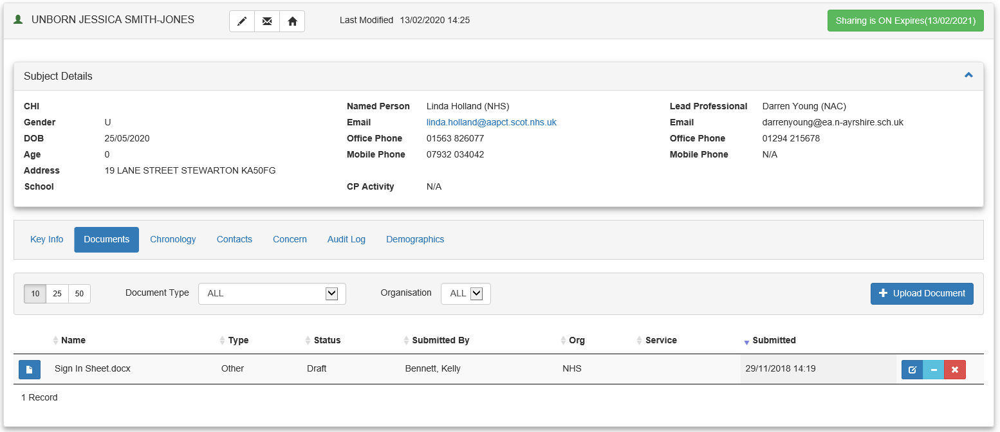 UNBORN JESSICA SMITH-JONES Last Modified 13/02/2020 14:25 Sharing is ON Expires(13/02/2021)
Subject Details
CHI Named Person Linda Holland (NHS) Lead Professional Darren Young (NAC)
Gender U Email linda.holland@aapct.scot.nhs.uk Email darrenyoung@ea.n-ayrshire.sch.uk
DOB 25/05/2020 Office Phone 01563 826077 Office Phone 01294 215678
Age 0 Mobile Phone 07932 034042 Mobile Phone N/A
Address 19 LANE STREET STEWARTON KA50FG
School CP Activity N/A
Key Info Documents Chronology Contacts Concern Audit Log Demographics
10 25 50 Document Type ALL Organisation ALL Upload Document
Name Type Status Submitted By Org Service Submitted
Sign In Sheet.docx Other Draft Bennett, Kelly NHS 29/11/2018 14:19
1 Record